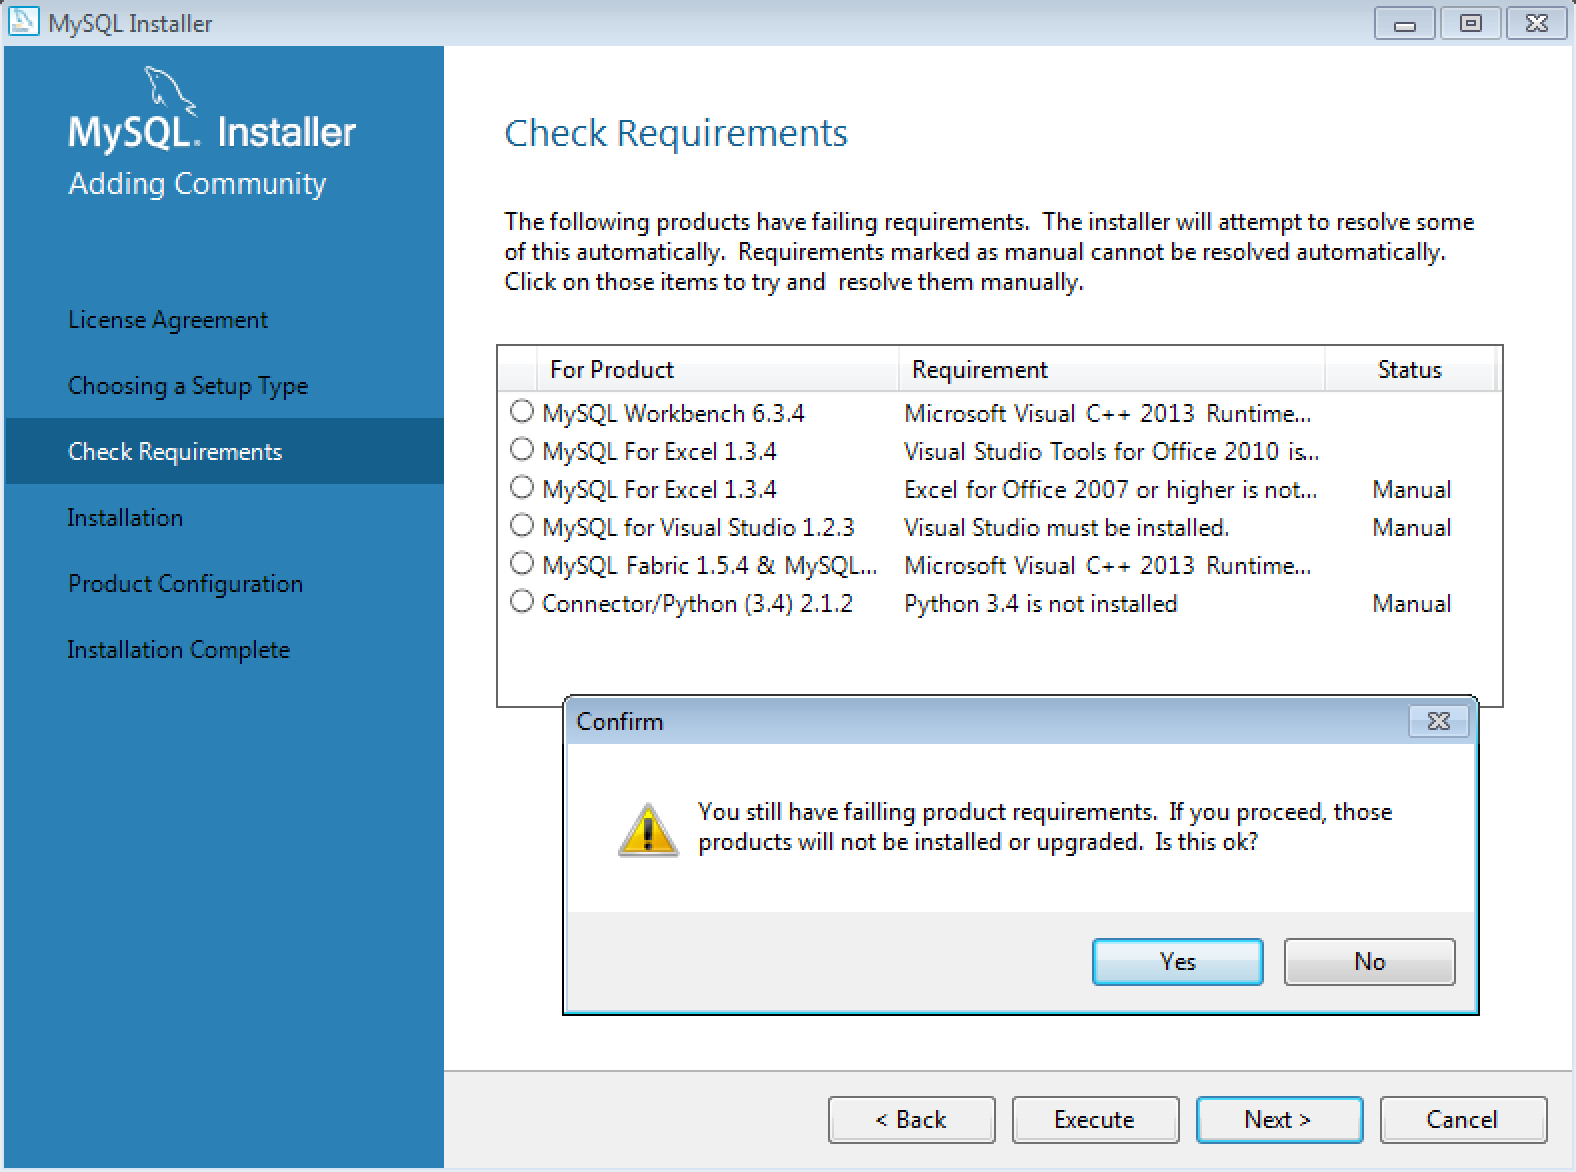 MySQL Installer
MySQL. Installer
Adding Community
License Agreement
Choosing a Setup Type
Check Requirements
Installation
Product Configuration
Installation Complete
Check Requirements
The following products have failing requirements.  The installer will attempt to resolve some
of this automatically.  Requirements marked as manual cannot be resolved automatically.
Click on those items to try and  resolve them manually.
For Product Requirement Status
MySQL Workbench 6.3.4 Microsoft Visual C++ 2013 Runtime...
MySQL For Excel 1.3.4 Visual Studio Tools for Office 2010 is...
MySQL For Excel 1.3.4 Excel for Office 2007 or higher is not... Manual
MySQL for Visual Studio 1.2.3 Visual Studio must be installed. Manual
MySQL Fabric 1.5.4 & MySQL... Microsoft Visual C++ 2013 Runtime...
Connector/Python (3.4) 2.1.2 Python 3.4 is not installed Manual
Confirm
You still have failling product requirements.  If you proceed, those
products will not be installed or upgraded.  Is this ok?
Yes No
< Back Execute Next > Cancel